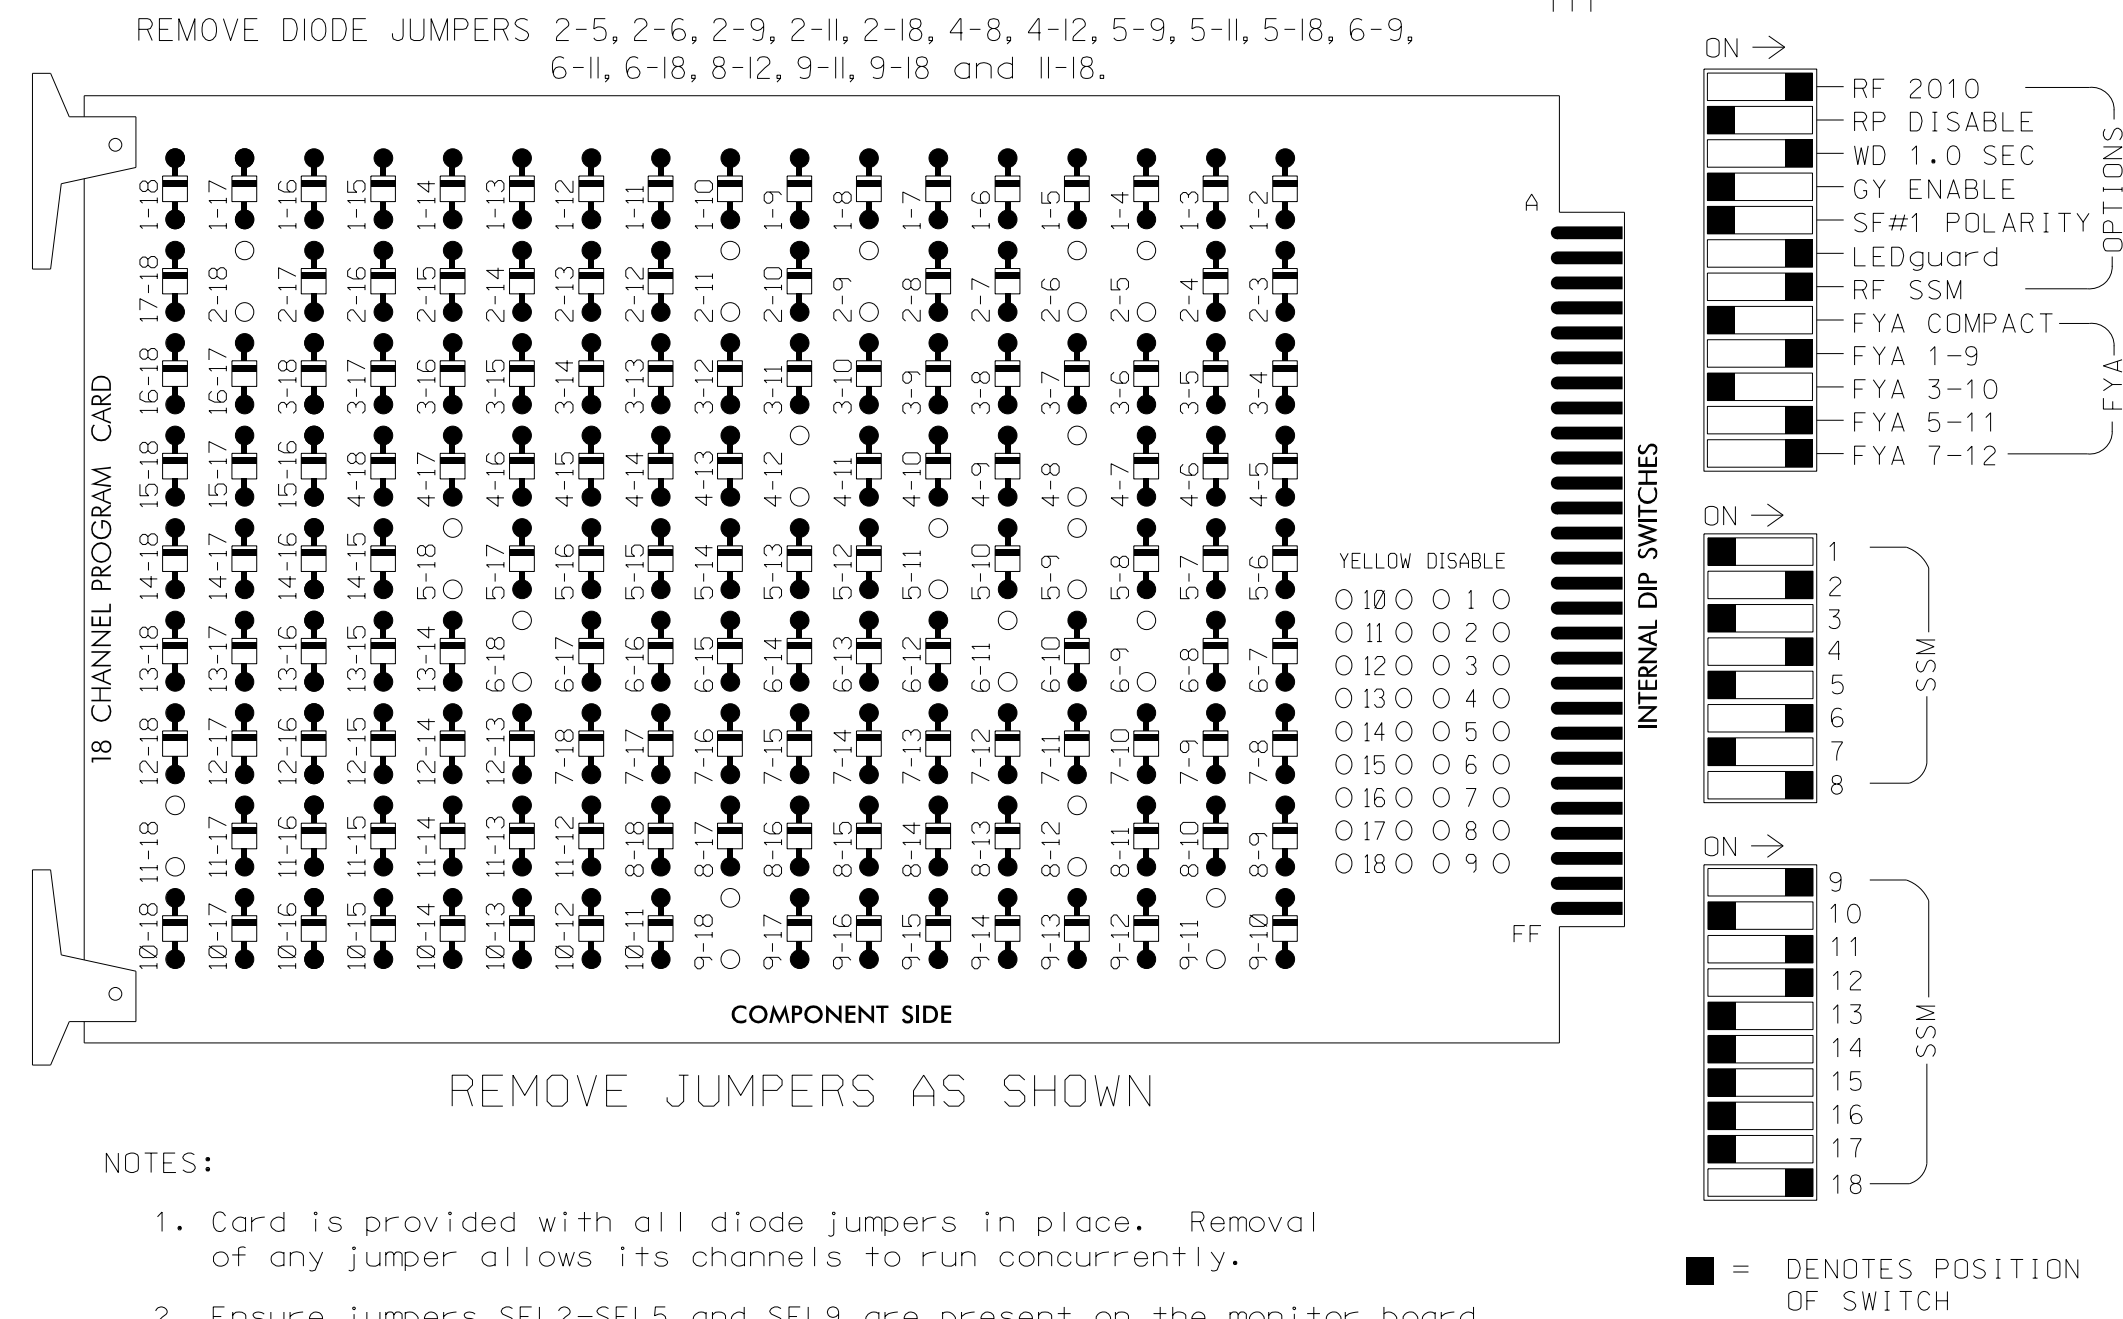 REMOVE DIODE JUMPERS 2-5, 2-6, 2-9, 2-11, 2-18, 4-8, 4-12, 5-9, 5-11, 5-18, 6-9,
6-11, 6-18, 8-12, 9-11, 9-18 and 11-18.
18 CHANNEL PROGRAM CARD
1-18 1-17 1-16 1-15 1-14 1-13 1-12 1-11 1-10 1-9 1-8 1-7 1-6 1-5 1-4 1-3 1-2
17-18 2-18 2-17 2-16 2-15 2-14 2-13 2-12 2-11 2-10 2-9 2-8 2-7 2-6 2-5 2-4 2-3
16-18 16-17 3-18 3-17 3-16 3-15 3-14 3-13 3-12 3-11 3-10 3-9 3-8 3-7 3-6 3-5 3-4
15-18 15-17 15-16 4-18 4-17 4-16 4-15 4-14 4-13 4-12 4-11 4-10 4-9 4-8 4-7 4-6 4-5
14-18 14-17 14-16 14-15 5-18 5-17 5-16 5-15 5-14 5-13 5-12 5-11 5-10 5-9 5-8 5-7 5-6
13-18 13-17 13-16 13-15 13-14 6-18 6-17 6-16 6-15 6-14 6-13 6-12 6-11 6-10 6-9 6-8 6-7
12-18 12-17 12-16 12-15 12-14 12-13 7-18 7-17 7-16 7-15 7-14 7-13 7-12 7-11 7-10 7-9 7-8
11-18 11-17 11-16 11-15 11-14 11-13 11-12 8-18 8-17 8-16 8-15 8-14 8-13 8-12 8-11 8-10 8-9
10-18 10-17 10-16 10-15 10-14 10-13 10-12 10-11 9-18 9-17 9-16 9-15 9-14 9-13 9-12 9-11 9-10
YELLOW DISABLE
10 1
11 2
12 3
13 4
14 5
15 6
16 7
17 8
18 9
A
FF
COMPONENT SIDE
INTERNAL DIP SWITCHES
ON
RF 2010
RP DISABLE
WD 1.0 SEC
GY ENABLE
SF#1 POLARITY
LEDguard
RF SSM
OPTIONS
FYA COMPACT
FYA 1-9
FYA 3-10
FYA 5-11
FYA 7-12
FYA
ON
1
2
3
4
5
6
7
8
SSM
ON
9
10
11
12
13
14
15
16
17
18
SSM
= DENOTES POSITION
OF SWITCH
REMOVE JUMPERS AS SHOWN
NOTES:
1. Card is provided with all diode jumpers in place. Removal
of any jumper allows its channels to run concurrently.
2. Ensure jumpers SEL2-SEL5 and SEL9 are present on the monitor board